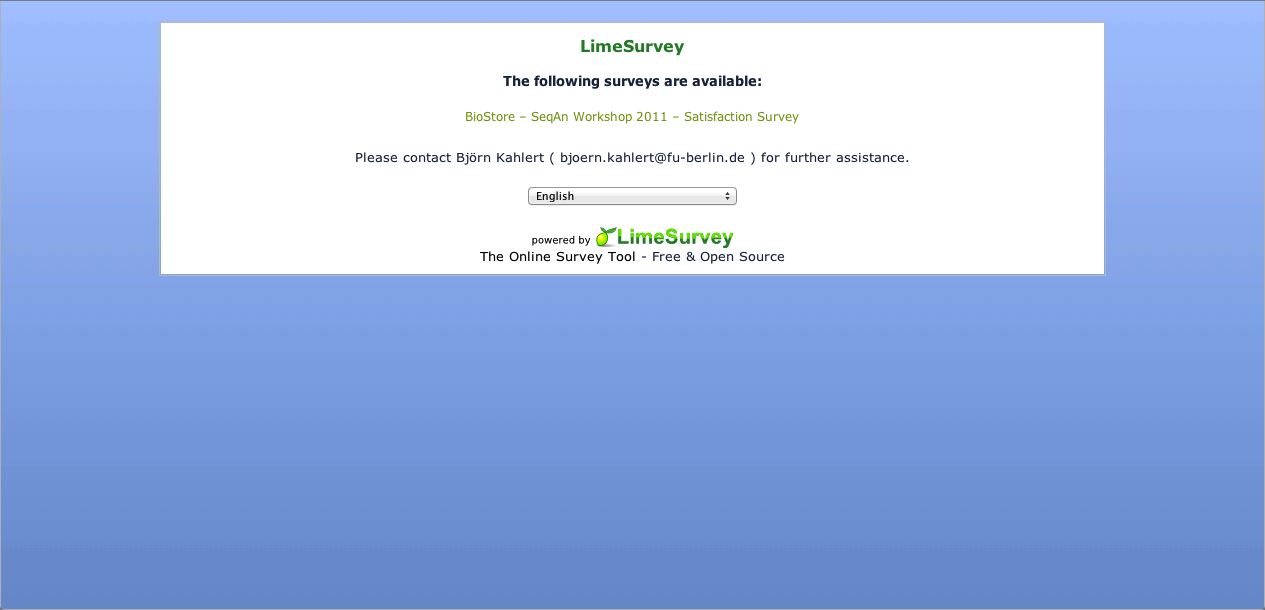 LimeSurvey
The following surveys are available:
BioStore – SeqAn Workshop 2011 – Satisfaction Survey
Please contact Björn Kahlert ( bjoern.kahlert@fu-berlin.de ) for further assistance.
English
powered by LimeSurvey
The Online Survey Tool - Free & Open Source